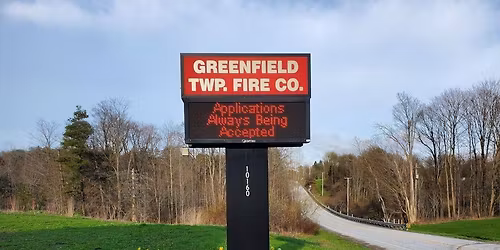 GREENFIELD
TWP. FIRE CO.
Applications
Always Being
Accepted
10160